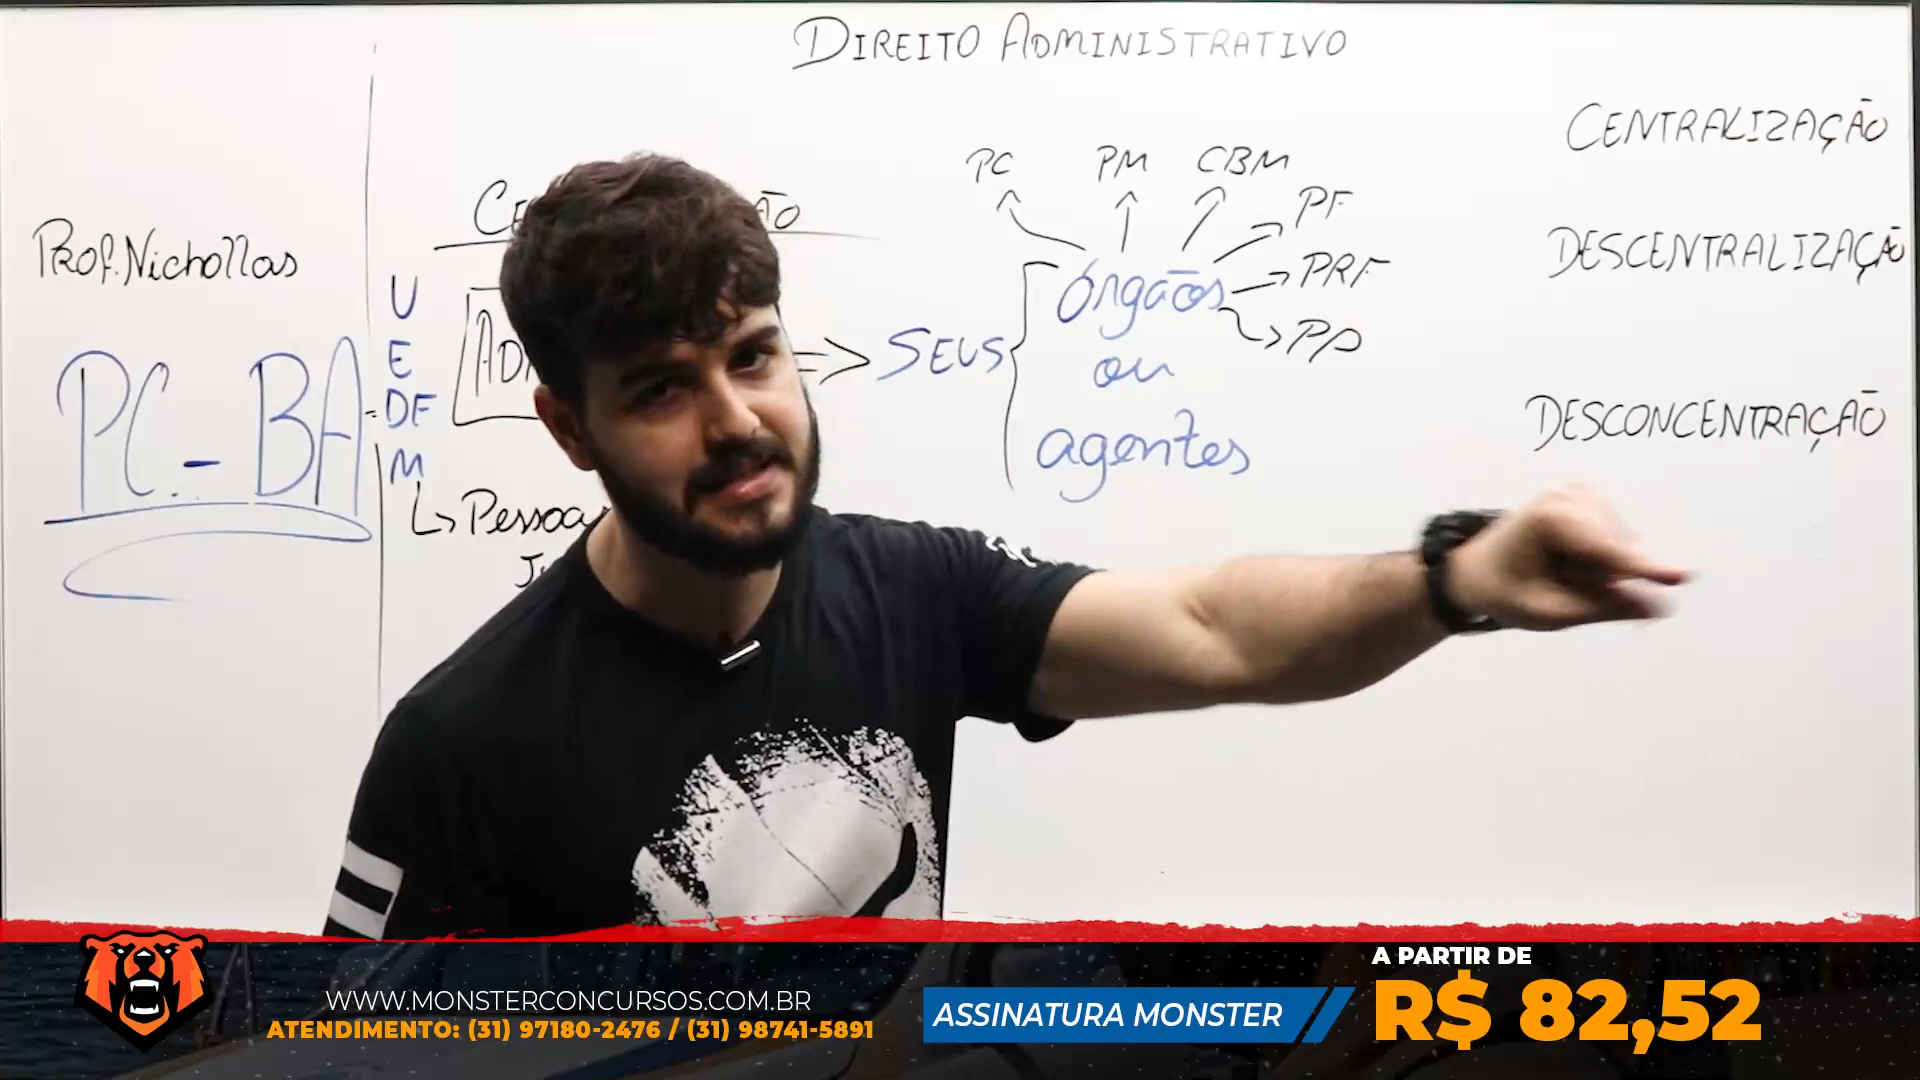 DIREITO ADMINISTRATIVO
Prof. Nichollas
PC-BA
U
E
DF
M
↳ Pessoa
=> SEUS
órgãos
ou
agentes
PC
PM
CBM
PF
PRF
PP
CENTRALIZAÇÃO
DESCENTRALIZAÇÃO
DESCONCENTRAÇÃO
WWW.MONSTERCONCURSOS.COM.BR
ATENDIMENTO: (31) 97180-2476 / (31) 98741-5891
ASSINATURA MONSTER
A PARTIR DE
R$ 82,52